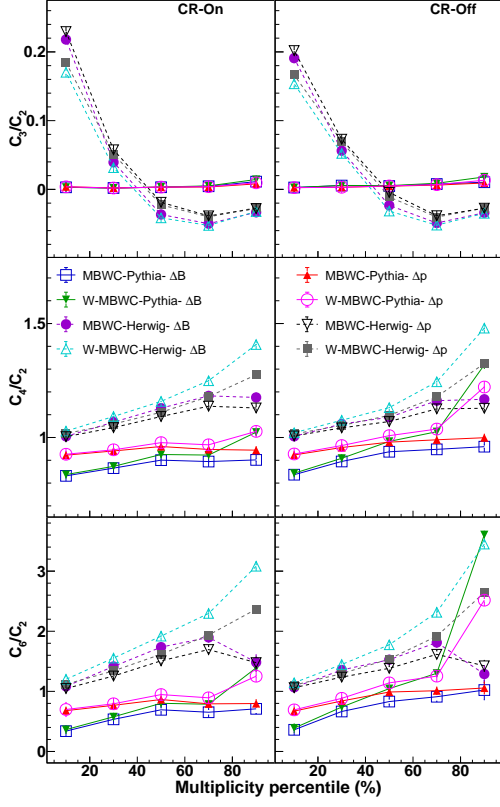 CR-On
CR-Off
0.2
0.1
0
C3/C2
MBWC-Pythia- ΔB
W-MBWC-Pythia- ΔB
MBWC-Herwig- ΔB
W-MBWC-Herwig- ΔB
MBWC-Pythia- Δp
W-MBWC-Pythia- Δp
MBWC-Herwig- Δp
W-MBWC-Herwig- Δp
1.5
1
C4/C2
3
2
1
0
C6/C2
20 40 60 80
20 40 60 80 100
Multiplicity percentile (%)